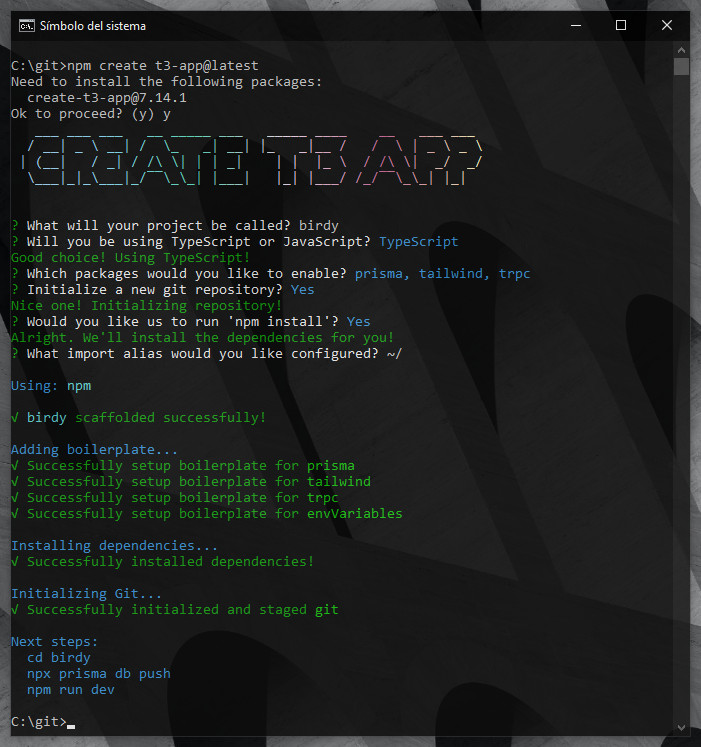 Símbolo del sistema
C:\git>npm create t3-app@latest
Need to install the following packages:
  create-t3-app@7.14.1
Ok to proceed? (y) y
CREATE T3 APP
? What will your project be called? birdy
? Will you be using TypeScript or JavaScript? TypeScript
Good choice! Using TypeScript!
? Which packages would you like to enable? prisma, tailwind, trpc
? Initialize a new git repository? Yes
Nice one! Initializing repository!
? Would you like us to run 'npm install'? Yes
Alright. We'll install the dependencies for you!
? What import alias would you like configured? ~/
Using: npm
√ birdy scaffolded successfully!
Adding boilerplate...
√ Successfully setup boilerplate for prisma
√ Successfully setup boilerplate for tailwind
√ Successfully setup boilerplate for trpc
√ Successfully setup boilerplate for envVariables
Installing dependencies...
√ Successfully installed dependencies!
Initializing Git...
√ Successfully initialized and staged git
Next steps:
  cd birdy
  npx prisma db push
  npm run dev
C:\git>